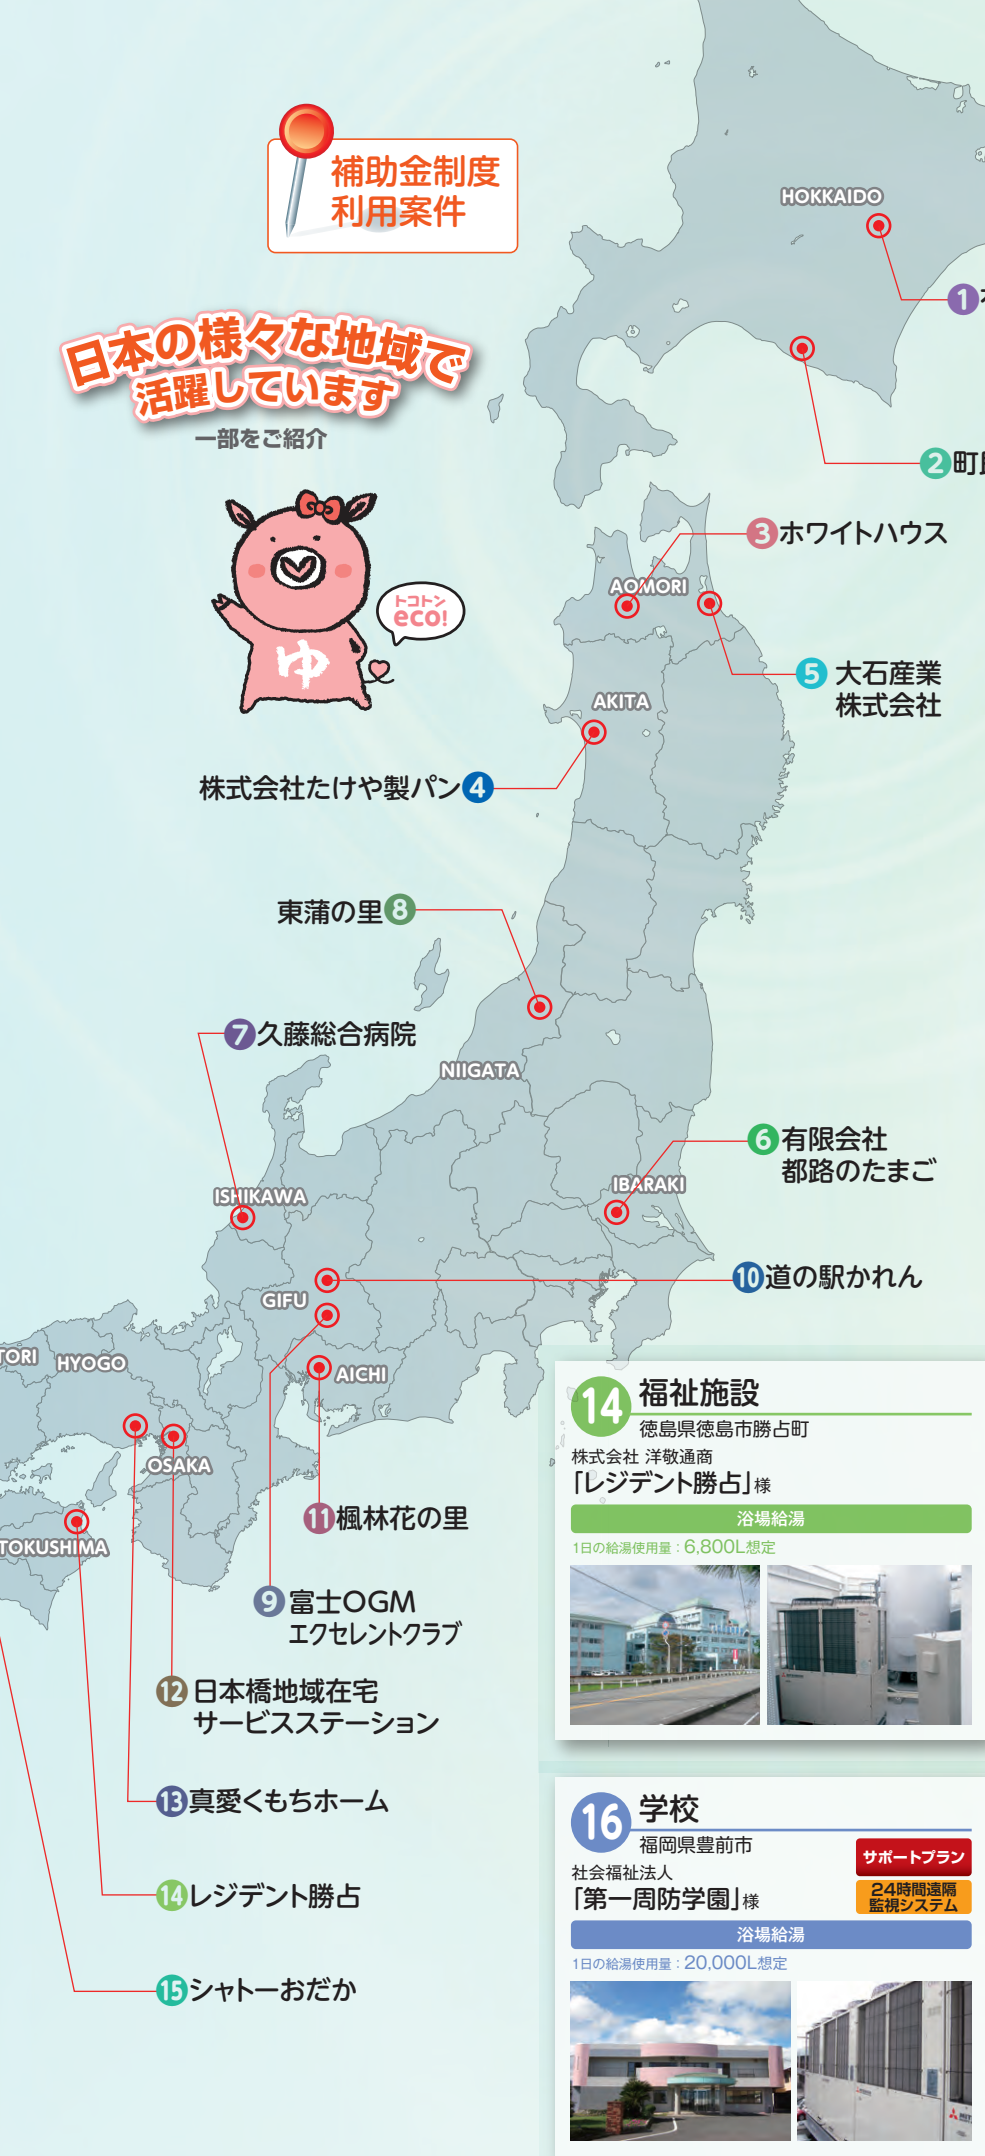 補助金制度
利用案件
日本の様々な地域で
活躍しています
一部をご紹介
トコトン
eco!
ゆ
HOKKAIDO
1
2 町
3 ホワイトハウス
AOMORI
5 大石産業
株式会社
AKITA
株式会社たけや製パン 4
東蒲の里 8
7 久藤総合病院
NIIGATA
6 有限会社
都路のたまご
IBARAKI
ISHIKAWA
10 道の駅かれん
GIFU
TORI
HYOGO
AICHI
OSAKA
11 楓林花の里
TOKUSHIMA
9 富士OGM
エクセレントクラブ
12 日本橋地域在宅
サービスステーション
13 真愛くもちホーム
14 レジデント勝占
15 シャトーおだか
14 福祉施設
徳島県徳島市勝占町
株式会社 洋敬通商
「レジデント勝占」様
浴場給湯
1日の給湯使用量：6,800L想定
16 学校
福岡県豊前市
サポートプラン
社会福祉法人
24時間遠隔
監視システム
「第一周防学園」様
浴場給湯
1日の給湯使用量：20,000L想定